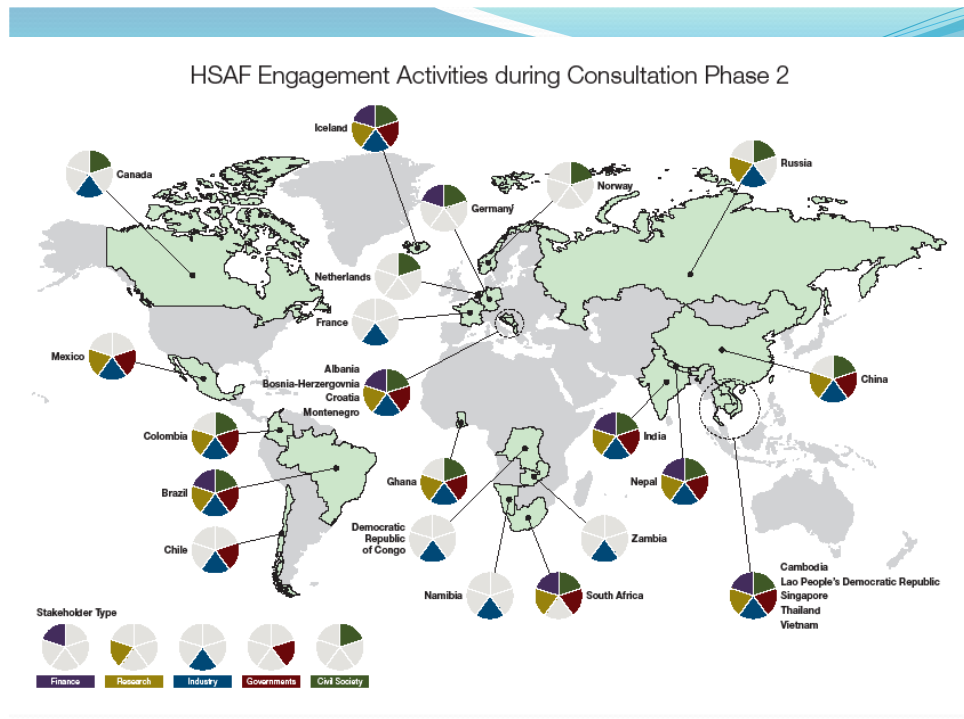 HSAF Engagement Activities during Consultation Phase 2
Iceland
Canada
Russia
Norway
Germany
Netherlands
France
Mexico
Albania
Bosnia-Herzergovnia
Croatia
Montenegro
China
Colombia
India
Brazil
Ghana
Nepal
Democratic
Republic
of Congo
Zambia
Chile
Namibia
South Africa
Cambodia
Lao People's Democratic Republic
Singapore
Thailand
Vietnam
Stakeholder Type
Finance
Research
Industry
Governments
Civil Society